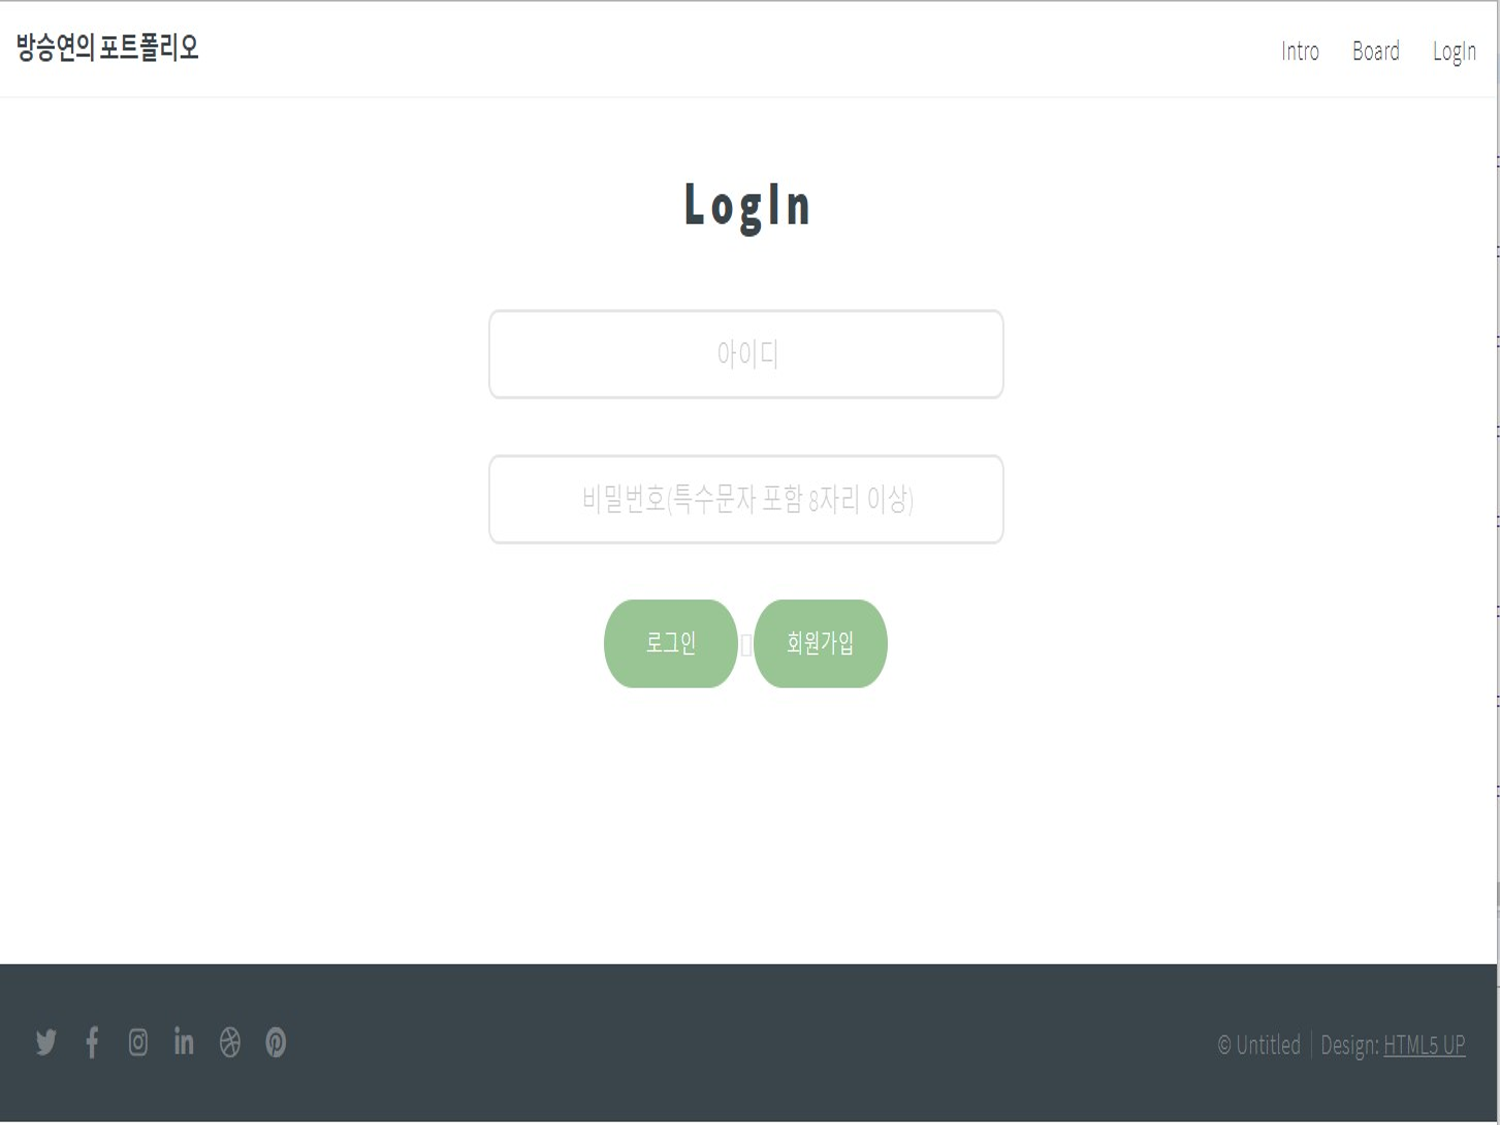 방승연의 포트폴리오
Intro Board LogIn
LogIn
아이디
비밀번호(특수문자 포함 8자리 이상)
로그인 회원가입
© Untitled Design: HTML5 UP